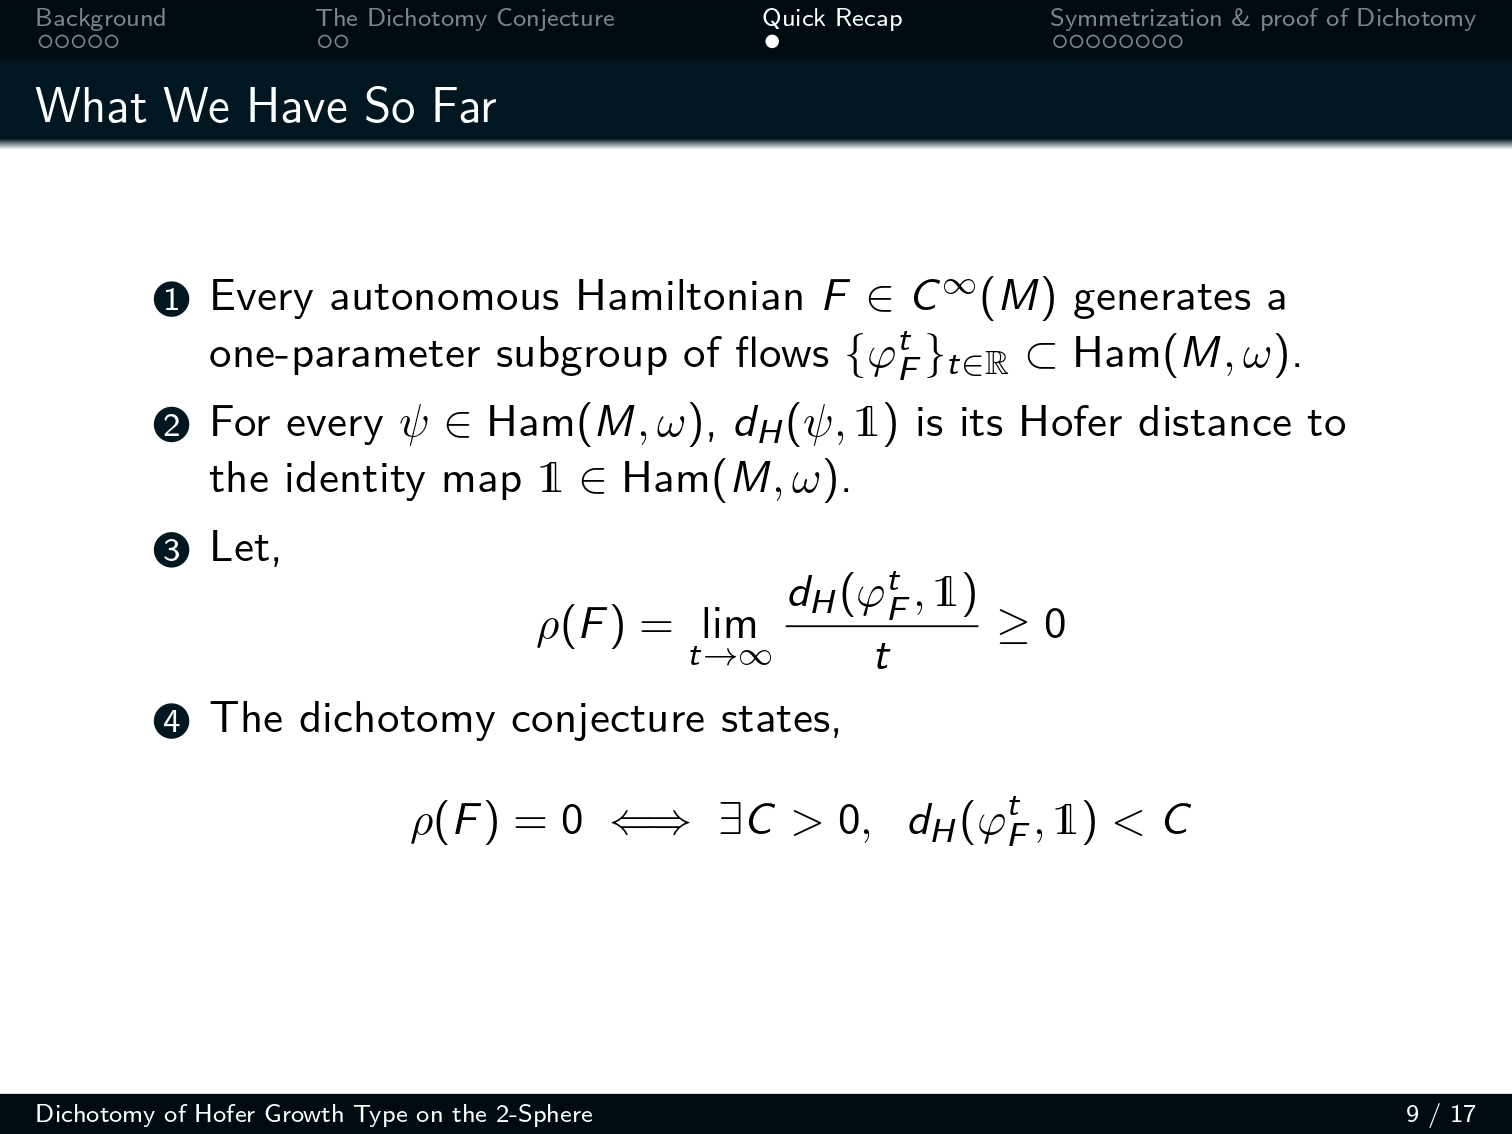 Background
The Dichotomy Conjecture
Quick Recap
Symmetrization & proof of Dichotomy
What We Have So Far
1 Every autonomous Hamiltonian F ∈ C^∞(M) generates a
one-parameter subgroup of flows {φ_F^t}_{t∈ℝ} ⊂ Ham(M, ω).
2 For every ψ ∈ Ham(M, ω), d_H(ψ, 𝟙) is its Hofer distance to
the identity map 𝟙 ∈ Ham(M, ω).
3 Let,
ρ(F) = lim_{t→∞} d_H(φ_F^t, 𝟙) / t ≥ 0
4 The dichotomy conjecture states,
ρ(F) = 0 ⟺ ∃C > 0, d_H(φ_F^t, 𝟙) < C
Dichotomy of Hofer Growth Type on the 2-Sphere
9 / 17